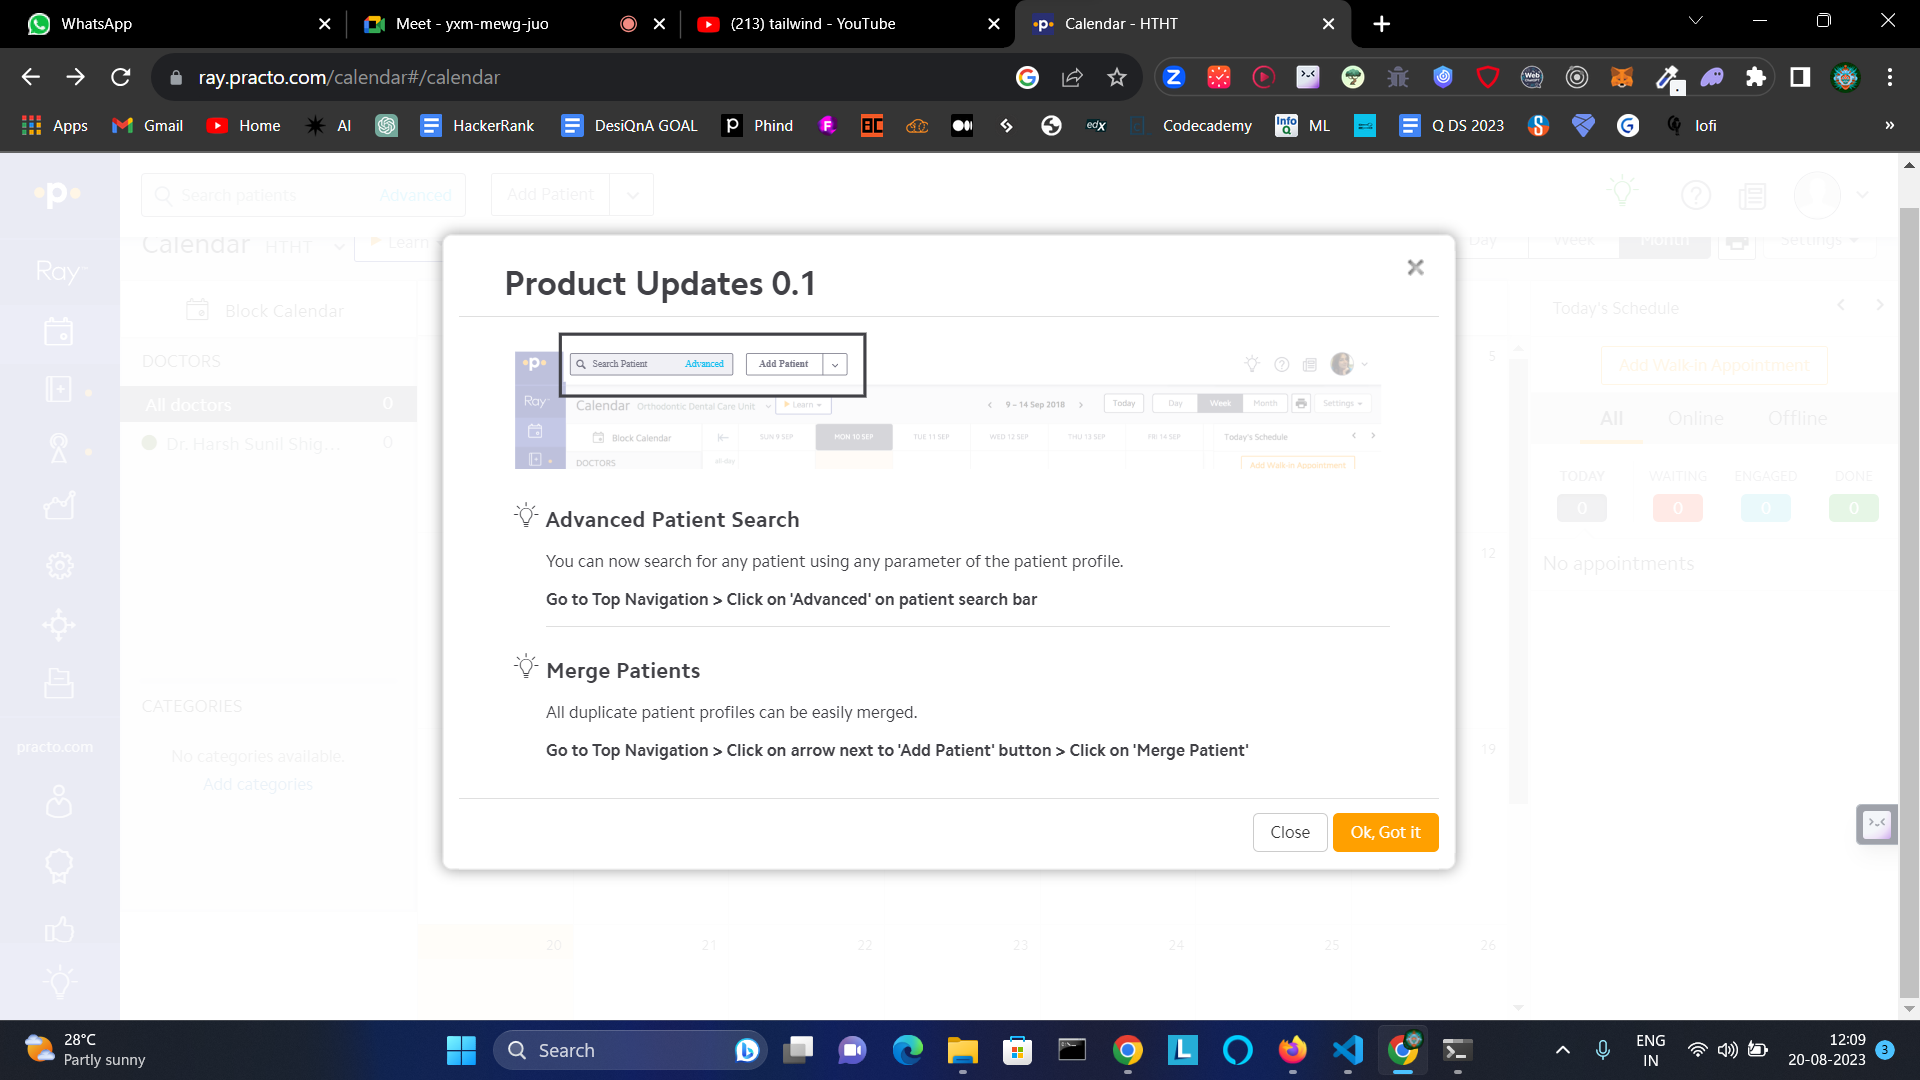 WhatsApp
Meet - yxm-mewg-juo
(213) tailwind - YouTube
Calendar - HTHT
ray.practo.com/calendar#/calendar
Apps
Gmail
Home
AI
HackerRank
DesiQnA GOAL
Phind
Codecademy
ML
Q DS 2023
lofi
Search patients
Advanced
Add Patient
Calendar HTHT
Learn
Day
Week
Month
Settings
Ray
Block Calendar
DOCTORS
All doctors 0
Dr. Harsh Sunil Shig... 0
CATEGORIES
No categories available.
Add categories
practo.com
Product Updates 0.1
Search Patient Advanced
Add Patient
Ray
Calendar Orthodontic Dental Care Unit
Learn
9 – 14 Sep 2018
Today
Day
Week
Month
Settings
Block Calendar
SUN 9 SEP
MON 10 SEP
TUE 11 SEP
WED 12 SEP
THU 13 SEP
FRI 14 SEP
Today's Schedule
DOCTORS
all-day
Add Walk-in Appointment
Advanced Patient Search
You can now search for any patient using any parameter of the patient profile.
Go to Top Navigation > Click on 'Advanced' on patient search bar
Merge Patients
All duplicate patient profiles can be easily merged.
Go to Top Navigation > Click on arrow next to 'Add Patient' button > Click on 'Merge Patient'
Close
Ok, Got it
Today's Schedule
Add Walk-in Appointment
All
Online
Offline
TODAY
WAITING
ENGAGED
DONE
0
0
0
0
No appointments
5
12
19
20
21
22
23
24
25
26
28°C
Partly sunny
Search
ENG
IN
12:09
20-08-2023
3